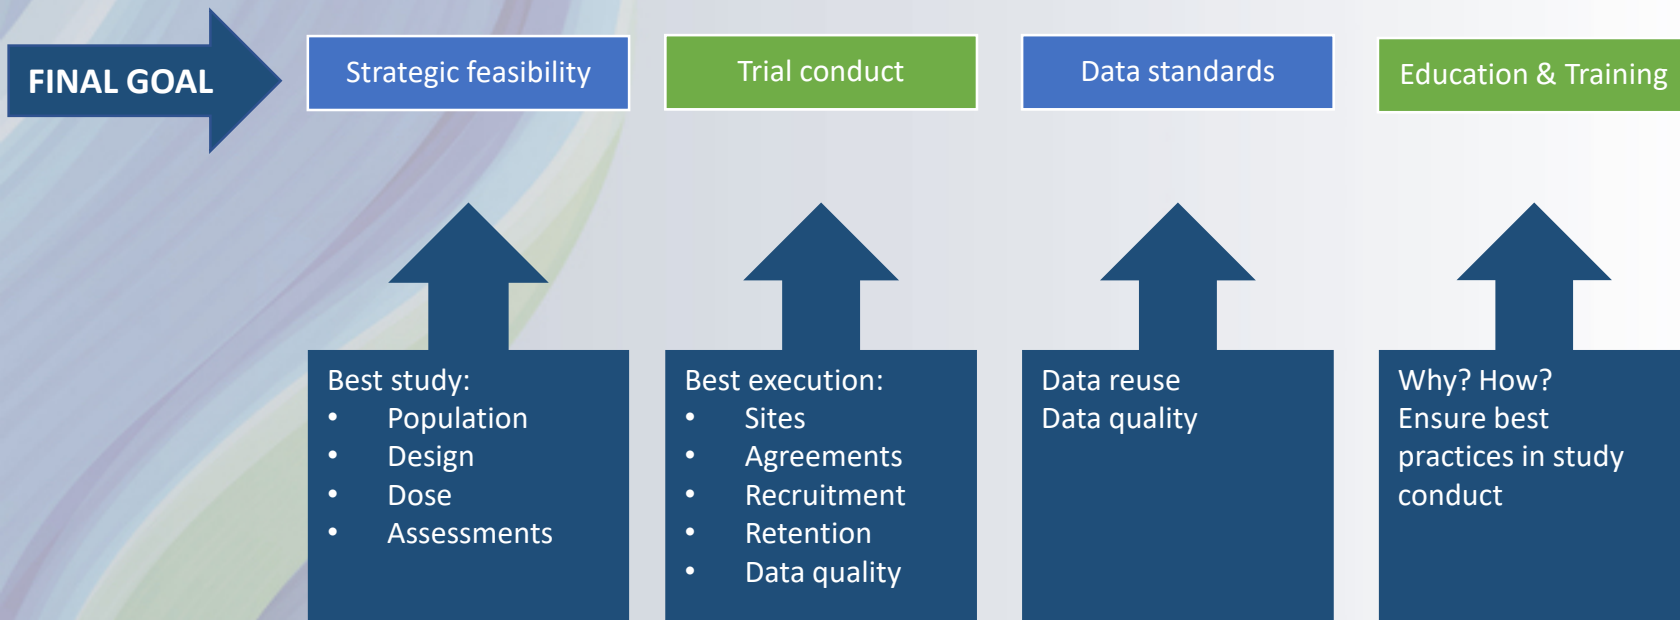 FINAL GOAL
Strategic feasibility
Trial conduct
Data standards
Education & Training
Best study:
• Population
• Design
• Dose
• Assessments
Best execution:
• Sites
• Agreements
• Recruitment
• Retention
• Data quality
Data reuse
Data quality
Why? How?
Ensure best
practices in study
conduct